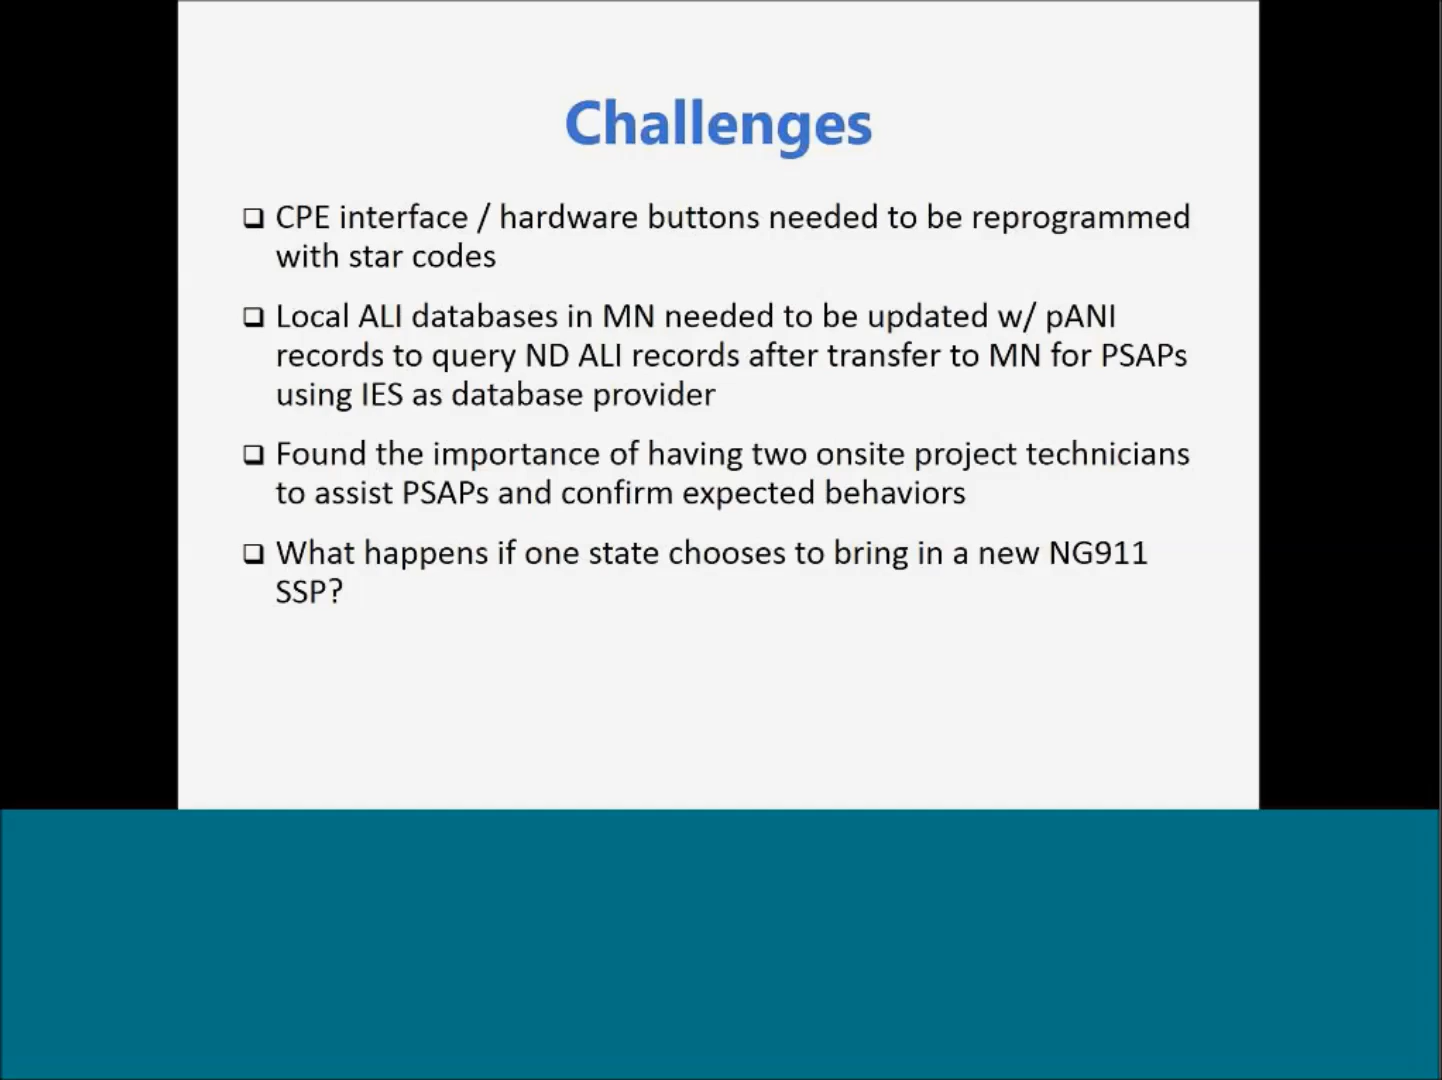 Challenges
❑ CPE interface / hardware buttons needed to be reprogrammed
with star codes
❑ Local ALI databases in MN needed to be updated w/ pANI
records to query ND ALI records after transfer to MN for PSAPs
using IES as database provider
❑ Found the importance of having two onsite project technicians
to assist PSAPs and confirm expected behaviors
❑ What happens if one state chooses to bring in a new NG911
SSP?